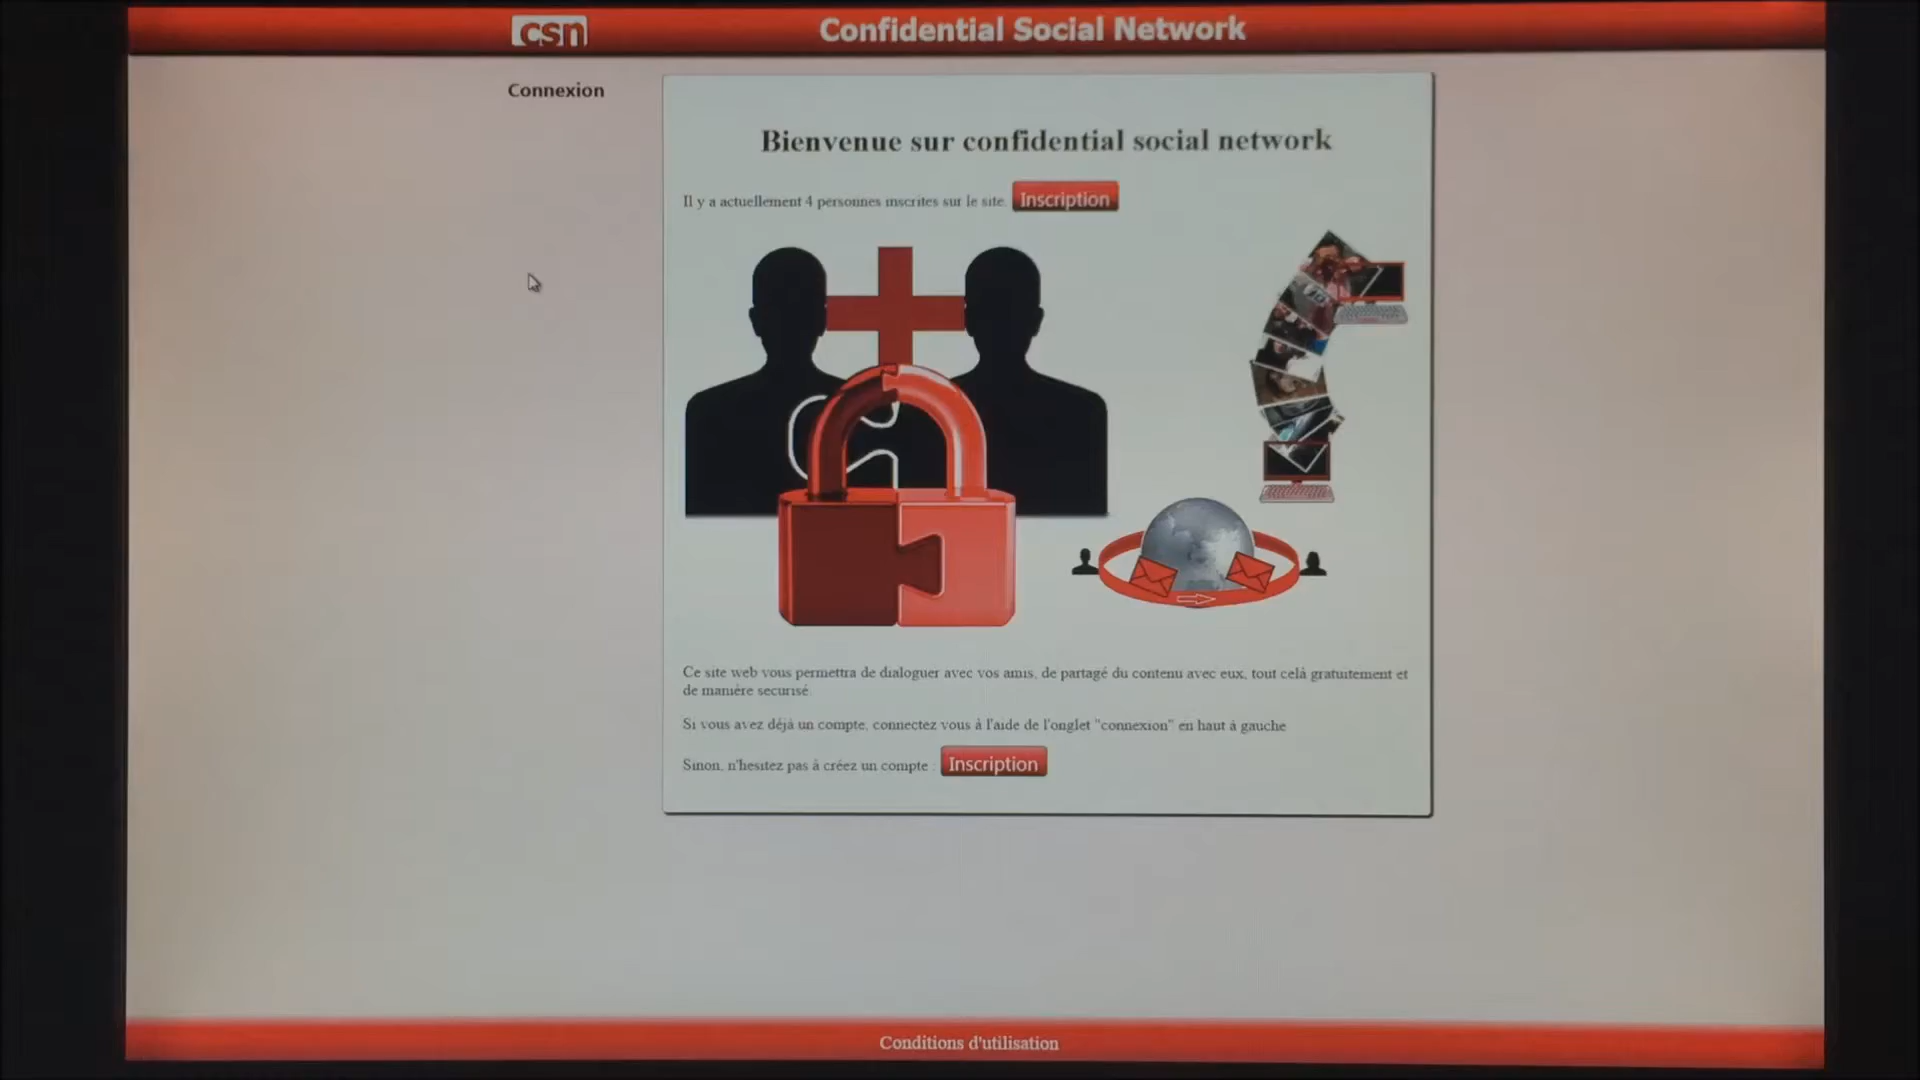 csn Confidential Social Network
Connexion
Bienvenue sur confidential social network
Il y a actuellement 4 personnes inscrites sur le site. Inscription
Ce site web vous permettra de dialoguer avec vos amis, de partagé du contenu avec eux, tout celà gratuitement et
de manière securisé.
Si vous avez déjà un compte, connectez vous à l'aide de l'onglet "connexion" en haut à gauche
Sinon, n'hesitez pas à créez un compte : Inscription
Conditions d'utilisation